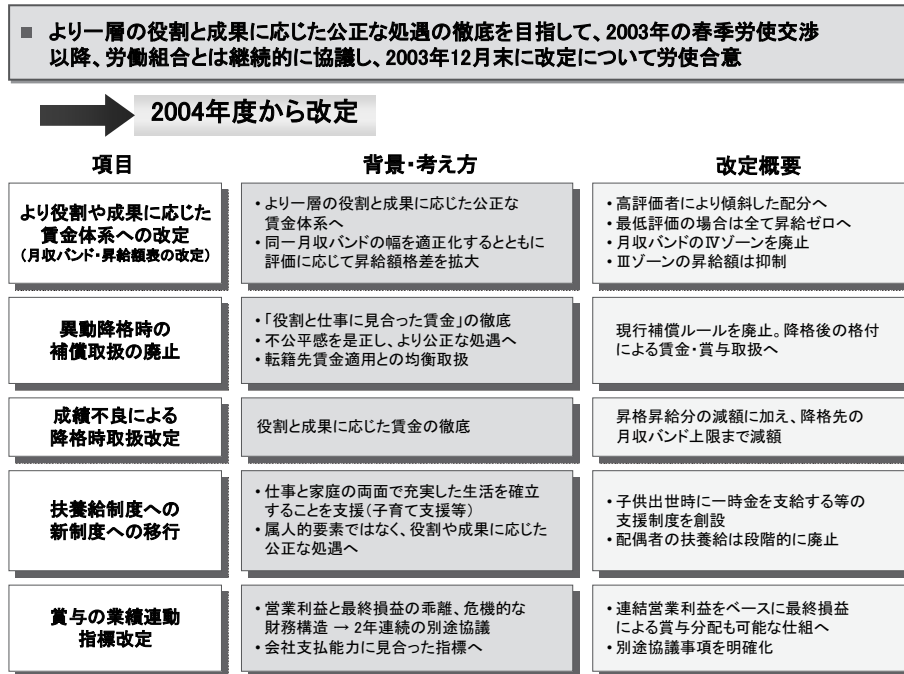 ■ より一層の役割と成果に応じた公正な処遇の徹底を目指して、2003年の春季労使交渉
以降、労働組合とは継続的に協議し、2003年12月末に改定について労使合意
2004年度から改定
項目
背景・考え方
改定概要
より役割や成果に応じた
賃金体系への改定
（月収バンド・昇給額表の改定）
・より一層の役割と成果に応じた公正な
賃金体系へ
・同一月収バンドの幅を適正化するとともに
評価に応じて昇給額格差を拡大
・高評価者により傾斜した配分へ
・最低評価の場合は全て昇給ゼロへ
・月収バンドのⅣゾーンを廃止
・Ⅲゾーンの昇給額は抑制
異動降格時の
補償取扱の廃止
・「役割と仕事に見合った賃金」の徹底
・不公平感を是正し、より公正な処遇へ
・転籍先賃金適用との均衡取扱
現行補償ルールを廃止。降格後の格付
による賃金・賞与取扱へ
成績不良による
降格時取扱改定
役割と成果に応じた賃金の徹底
昇格昇給分の減額に加え、降格先の
月収バンド上限まで減額
扶養給制度への
新制度への移行
・仕事と家庭の両面で充実した生活を確立
することを支援（子育て支援等）
・属人的要素ではなく、役割や成果に応じた
公正な処遇へ
・子供出世時に一時金を支給する等の
支援制度を創設
・配偶者の扶養給は段階的に廃止
賞与の業績連動
指標改定
・営業利益と最終損益の乖離、危機的な
財務構造 → 2年連続の別途協議
・会社支払能力に見合った指標へ
・連結営業利益をベースに最終損益
による賞与分配も可能な仕組へ
・別途協議事項を明確化